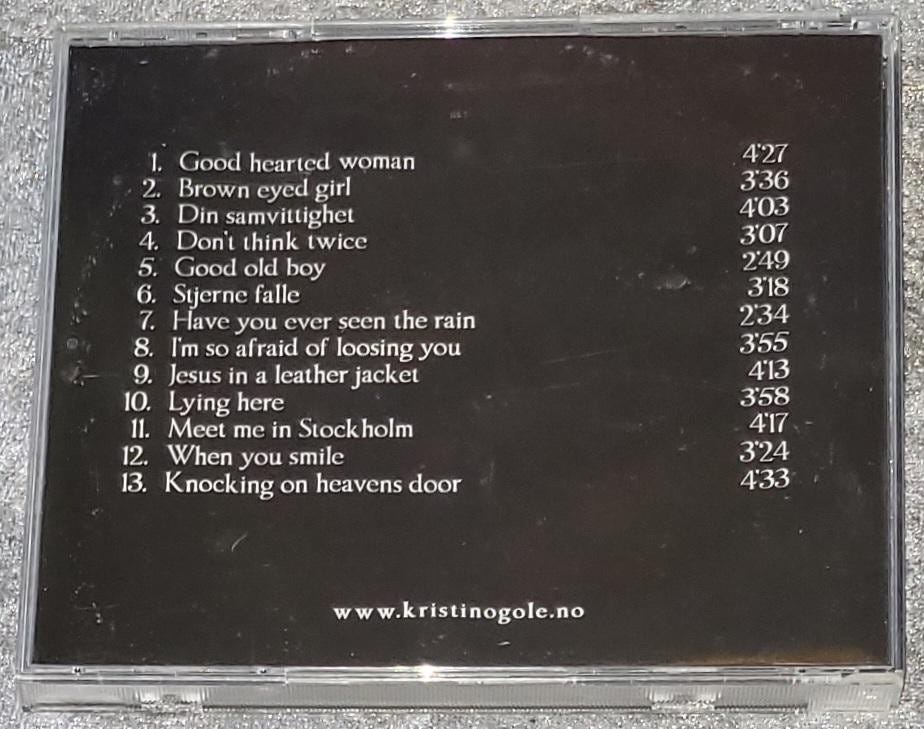 1. Good hearted woman 4'27
2. Brown eyed girl 3'36
3. Din samvittighet 4'03
4. Don't think twice 3'07
5. Good old boy 2'49
6. Stjerne falle 3'18
7. Have you ever seen the rain 2'34
8. I'm so afraid of loosing you 3'55
9. Jesus in a leather jacket 4'13
10. Lying here 3'58
11. Meet me in Stockholm 4'17
12. When you smile 3'24
13. Knocking on heavens door 4'33
www.kristinogole.no